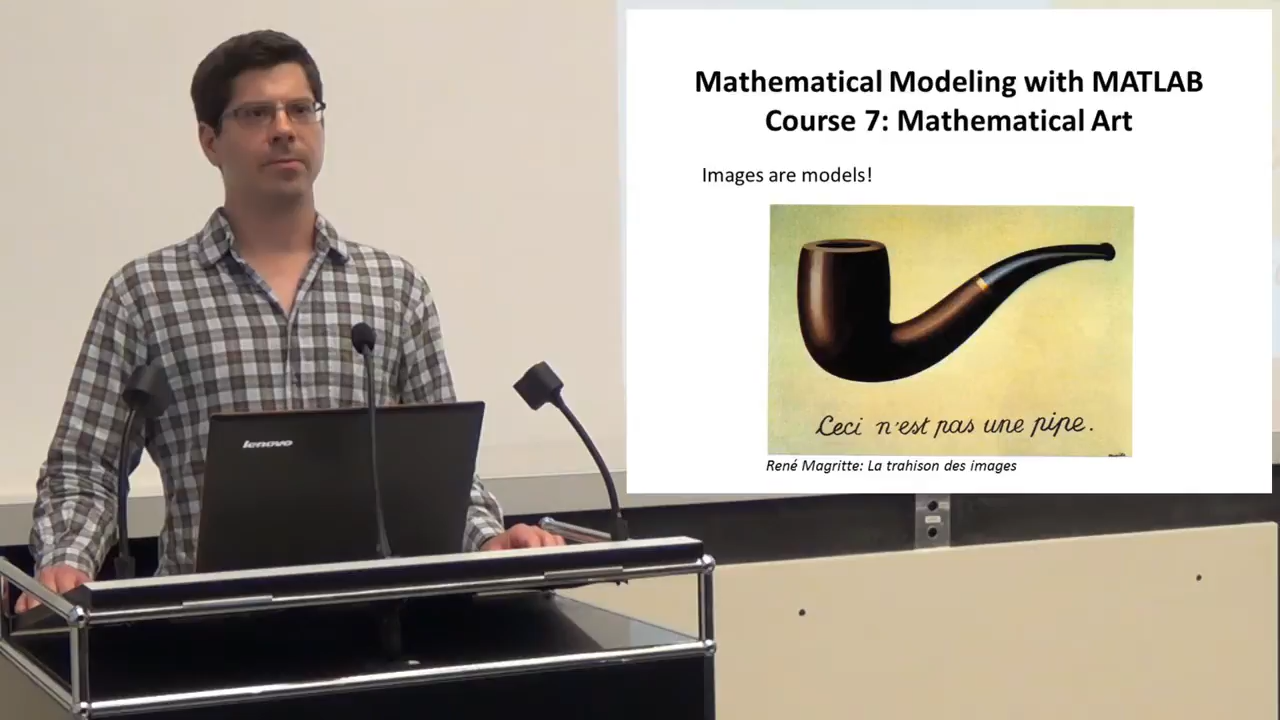 Mathematical Modeling with MATLAB
Course 7: Mathematical Art
Images are models!
Ceci n'est pas une pipe.
René Magritte: La trahison des images
lenovo